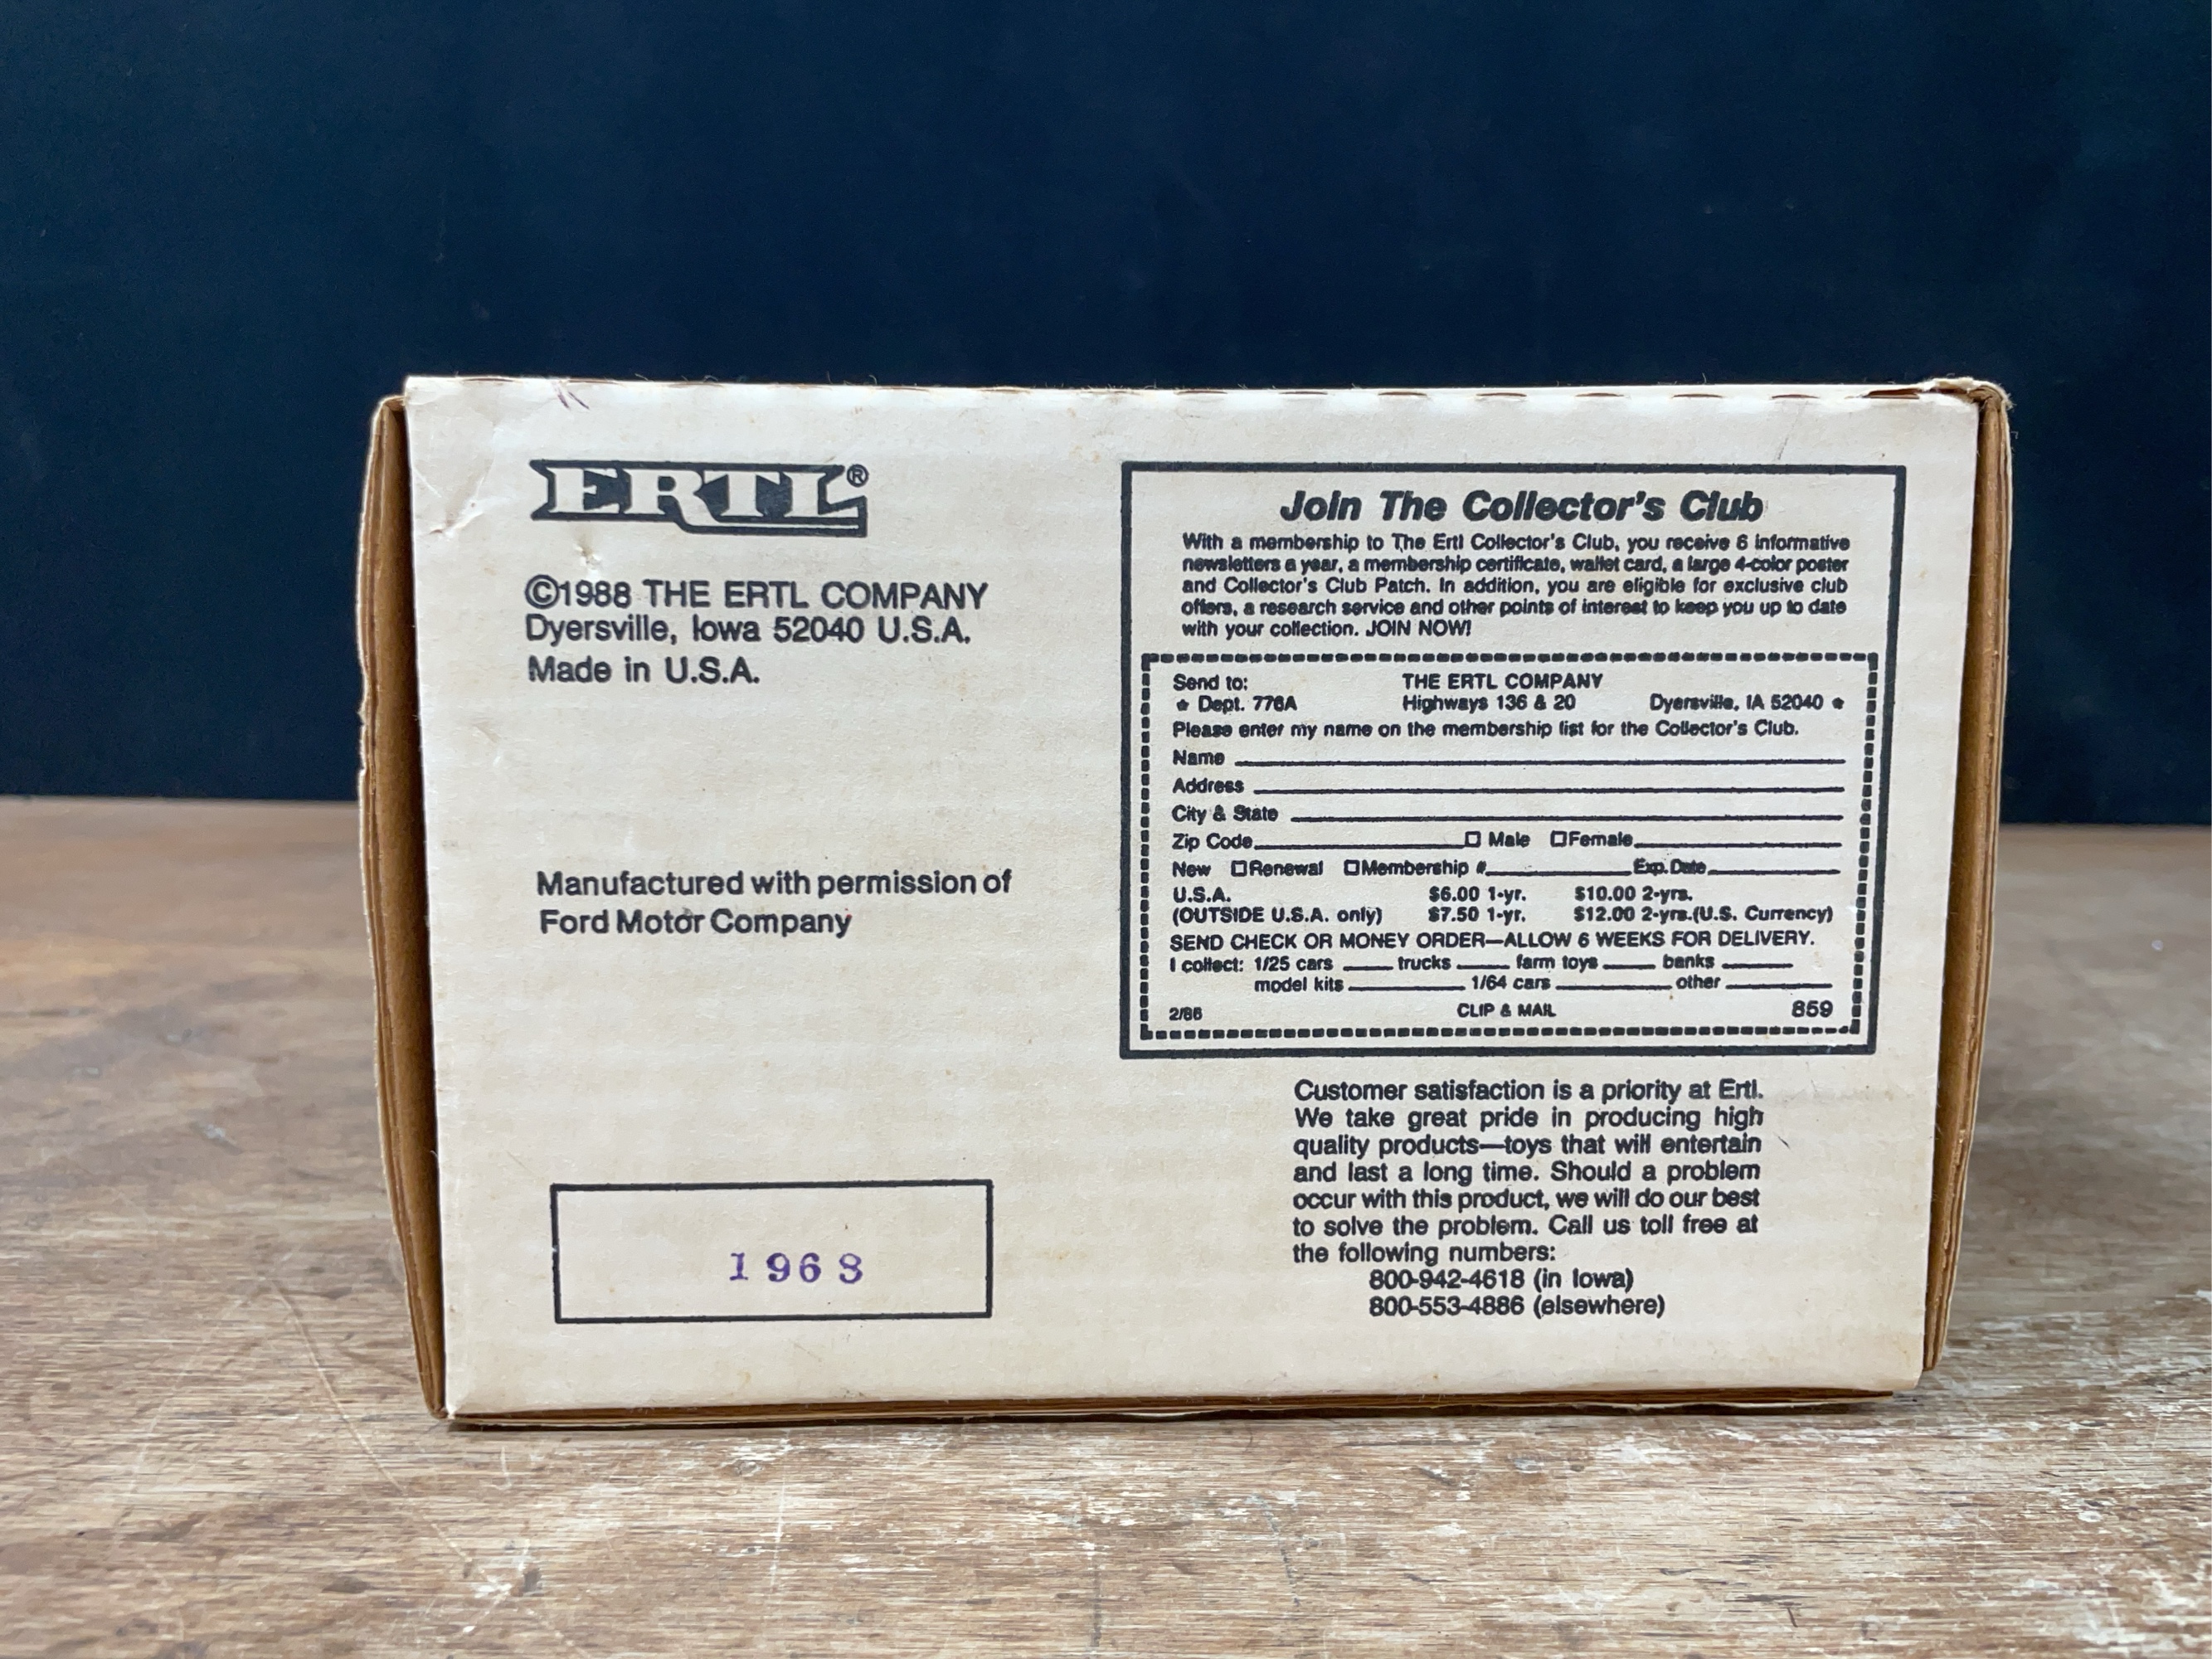 ERTL®
©1988 THE ERTL COMPANY
Dyersville, Iowa 52040 U.S.A.
Made in U.S.A.
Manufactured with permission of
Ford Motor Company
1968
Join The Collector's Club
With a membership to The Ertl Collector's Club, you receive 6 informative
newsletters a year, a membership certificate, wallet card, a large 4-color poster
and Collector's Club Patch. In addition, you are eligible for exclusive club
offers, a research service and other points of interest to keep you up to date
with your collection. JOIN NOW!
Send to: THE ERTL COMPANY
★ Dept. 776A Highways 136 & 20 Dyersville, IA 52040 ★
Please enter my name on the membership list for the Collector's Club.
Name
Address
City & State
Zip Code ☐ Male ☐ Female
New ☐ Renewal ☐ Membership # Exp. Date
U.S.A. $6.00 1-yr. $10.00 2-yrs.
(OUTSIDE U.S.A. only) $7.50 1-yr. $12.00 2-yrs.(U.S. Currency)
SEND CHECK OR MONEY ORDER—ALLOW 6 WEEKS FOR DELIVERY.
I collect: 1/25 cars trucks farm toys banks
model kits 1/64 cars other
2/86 CLIP & MAIL 859
Customer satisfaction is a priority at Ertl.
We take great pride in producing high
quality products—toys that will entertain
and last a long time. Should a problem
occur with this product, we will do our best
to solve the problem. Call us toll free at
the following numbers:
800-942-4618 (in Iowa)
800-553-4886 (elsewhere)